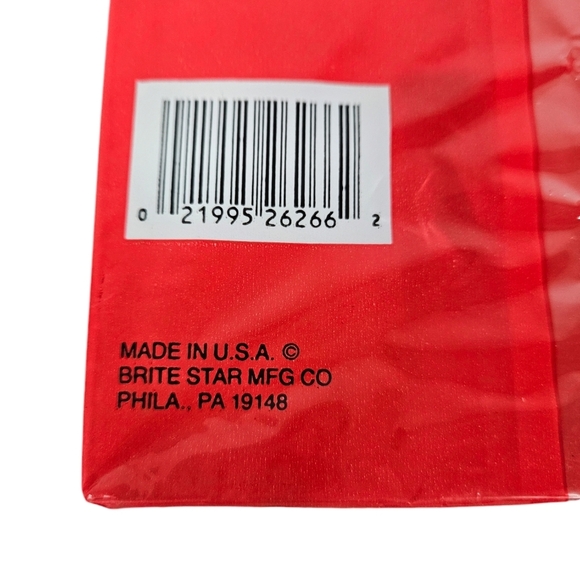 0 21995 26266 2
MADE IN U.S.A. ©
BRITE STAR MFG CO
PHILA., PA 19148